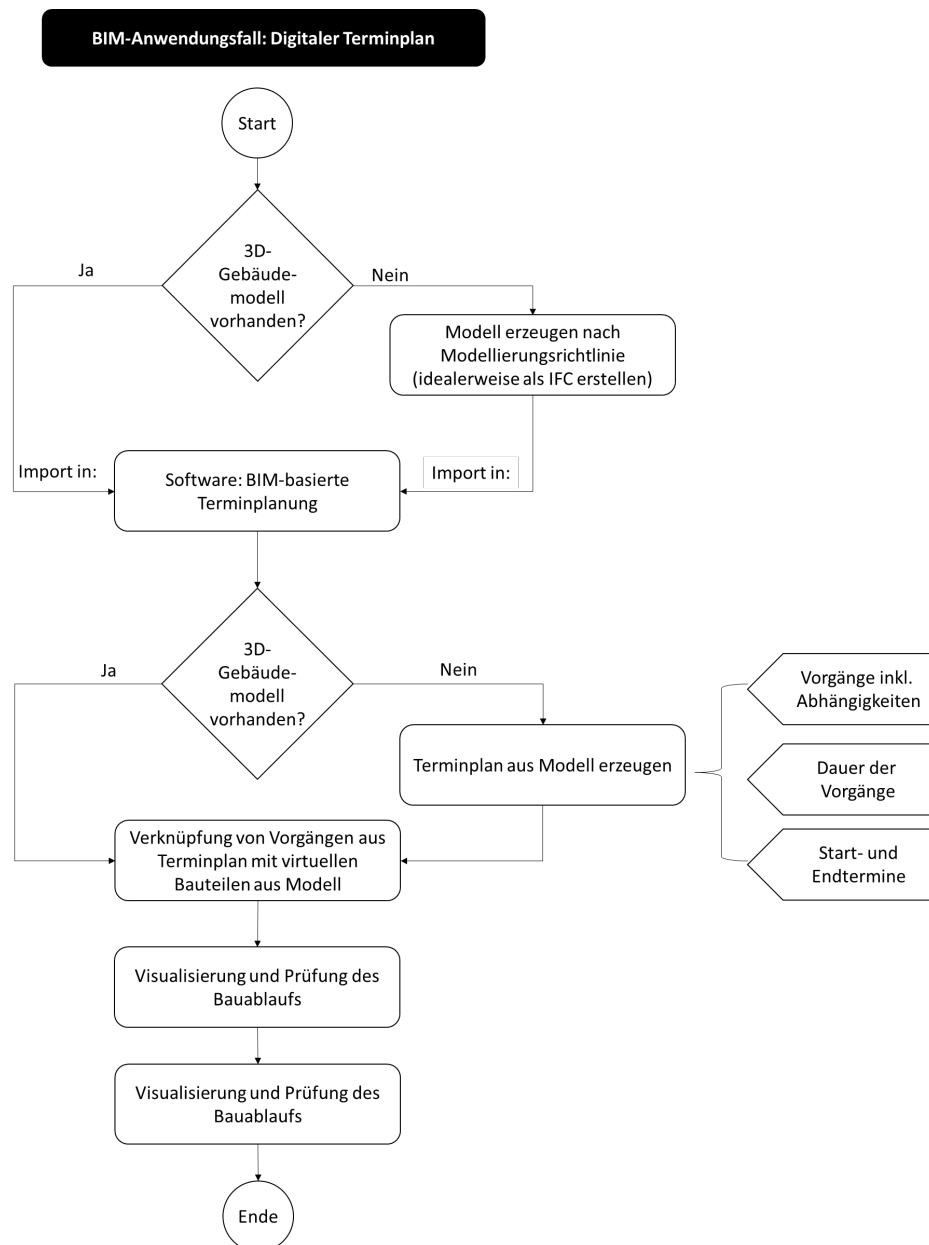 BIM-Anwendungsfall: Digitaler Terminplan
Start
3D-
Gebäude-
modell
vorhanden?
Ja
Nein
Modell erzeugen nach
Modellierungsrichtlinie
(idealerweise als IFC erstellen)
Import in:
Software: BIM-basierte
Terminplanung
Import in:
3D-
Gebäude-
modell
vorhanden?
Ja
Nein
Terminplan aus Modell erzeugen
Vorgänge inkl.
Abhängigkeiten
Dauer der
Vorgänge
Start- und
Endtermine
Verknüpfung von Vorgängen aus
Terminplan mit virtuellen
Bauteilen aus Modell
Visualisierung und Prüfung des
Bauablaufs
Visualisierung und Prüfung des
Bauablaufs
Ende